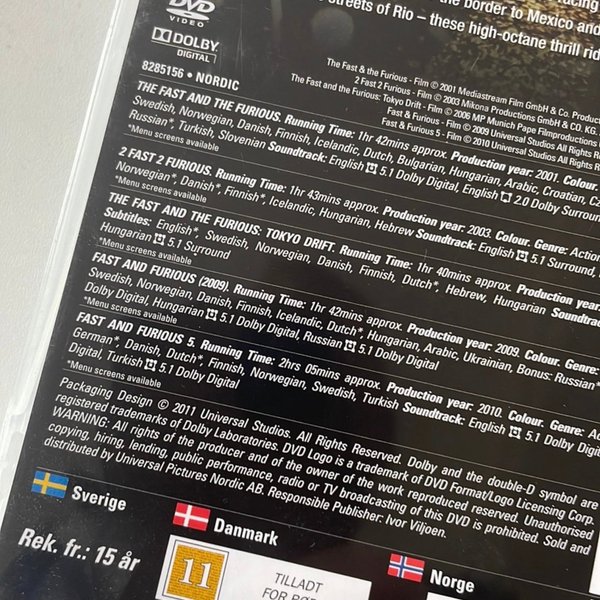 DVD
VIDEO
the border to Mexico and
streets of Rio – these high-octane thrill rid
DOLBY
DIGITAL
8285156 • NORDIC
The Fast & the Furious - Film © 2001 Mediastream Film GmbH & Co. Produc
2 Fast 2 Furious - Film © 2003 Mikona Productions GmbH & CO. KG.
The Fast and the Furious: Tokyo Drift - Film © 2006 MP Munich Pape Filmproductions
Fast & Furious - Film © 2009 Universal Studios All Rights R
Fast & Furious 5 - Film © 2010 Universal Studios All Rights Re
THE FAST AND THE FURIOUS. Running Time: 1hr 42mins approx. Production year: 2001. Colour.
Swedish, Norwegian, Danish, Finnish, Icelandic, Dutch, Bulgarian, Hungarian, Arabic, Croatian, Cz
Russian*, Turkish, Slovenian Soundtrack: English 5.1 Dolby Digital, English 2.0 Dolby Surroun
*Menu screens available
2 FAST 2 FURIOUS. Running Time: 1hr 43mins approx. Production year: 2003. Colour. Genre: Action
Norwegian*, Danish*, Finnish*, Icelandic, Hungarian, Hebrew Soundtrack: English 5.1 Surround,
*Menu screens available
THE FAST AND THE FURIOUS: TOKYO DRIFT. Running Time: 1hr 40mins approx. Production year:
Subtitles: English*, Swedish, Norwegian, Danish, Finnish, Dutch*, Hebrew, Hungarian Soundtrack:
Hungarian 5.1 Surround
*Menu screens available
FAST AND FURIOUS (2009). Running Time: 1hr 42mins approx. Production year: 2009. Colour. Genre:
Swedish, Norwegian, Danish, Finnish, Icelandic, Dutch*, Hungarian, Arabic, Ukrainian, Bonus: Russian*
Dolby Digital, Hungarian 5.1 Dolby Digital, Russian 5.1 Dolby Digital
*Menu screens available
FAST AND FURIOUS 5. Running Time: 2hrs 05mins approx. Production year: 2010. Colour. Genre: Ac
German*, Danish, Dutch*, Finnish, Norwegian, Swedish, Turkish Soundtrack: English 5.1 Dolby Digi
Digital, Turkish 5.1 Dolby Digital
*Menu screens available
Packaging Design © 2011 Universal Studios. All Rights Reserved. Dolby and the double-D symbol are
registered trademarks of Dolby Laboratories. DVD Logo is a trademark of DVD Format/Logo Licensing Corp.
WARNING: All rights of the producer and of the owner of the work reproduced reserved. Unauthorised
copying, hiring, lending, public performance, radio or TV broadcasting of this DVD is prohibited. Sold and
distributed by Universal Pictures Nordic AB. Responsible Publisher: Ivor Viljoen.
Sverige
Danmark
Norge
Rek. fr.: 15 år
11
TILLADT
FOR BØR